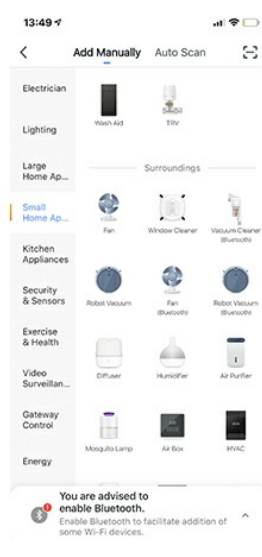 13:49
Add Manually Auto Scan
Electrician
Lighting
Large
Home Ap...
Small
Home Ap...
Kitchen
Appliances
Security
& Sensors
Exercise
& Health
Video
Surveillan...
Gateway
Control
Energy
Wash Aid
TRV
Surroundings
Fan
Window Cleaner
Vacuum Cleaner
(Bluetooth)
Robot Vacuum
Fan
(Bluetooth)
Robot Vacuum
(Bluetooth)
Diffuser
Humidifier
Air Purifier
Mosquito Lamp
Air Box
HVAC
You are advised to
enable Bluetooth.
Enable Bluetooth to facilitate addition of
some Wi-Fi devices.